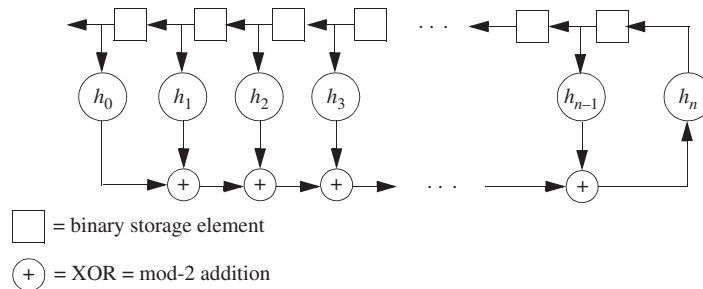 · · ·
h₀ h₁ h₂ h₃ hₙ₋₁ hₙ
+ + + · · · +
= binary storage element
+ = XOR = mod-2 addition